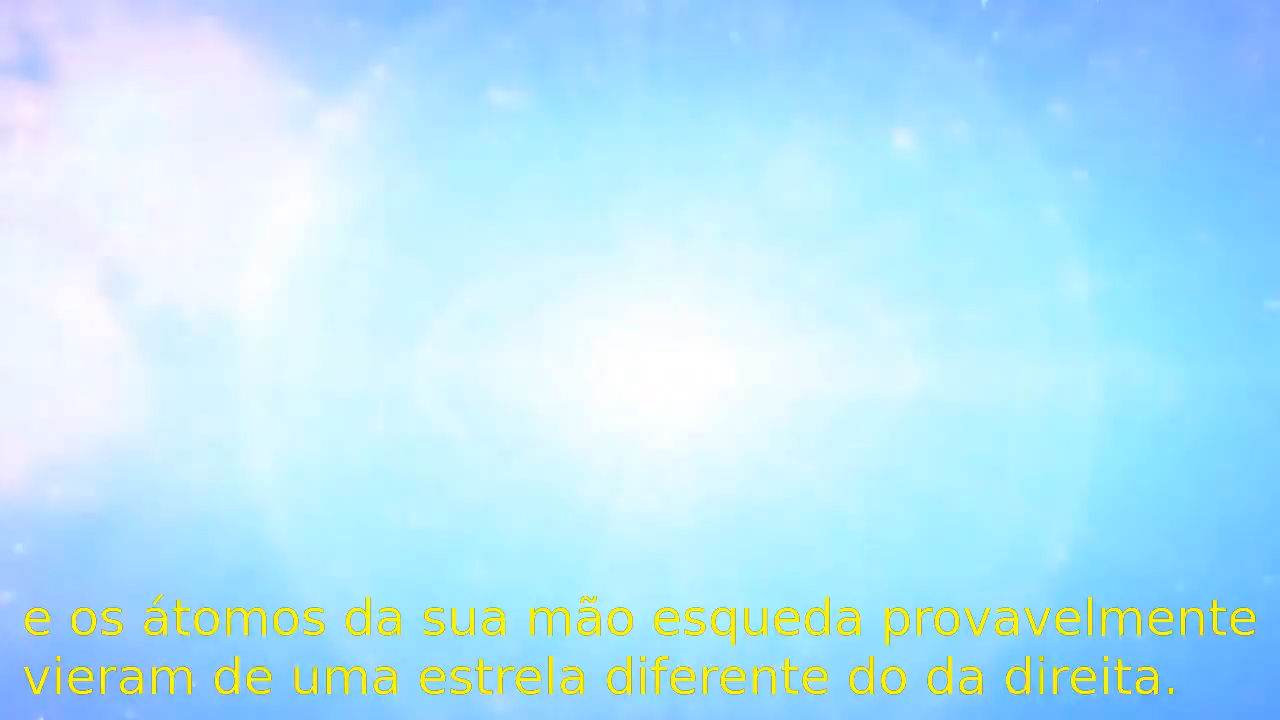 e os átomos da sua mão esqueda provavelmente
vieram de uma estrela diferente do da direita.